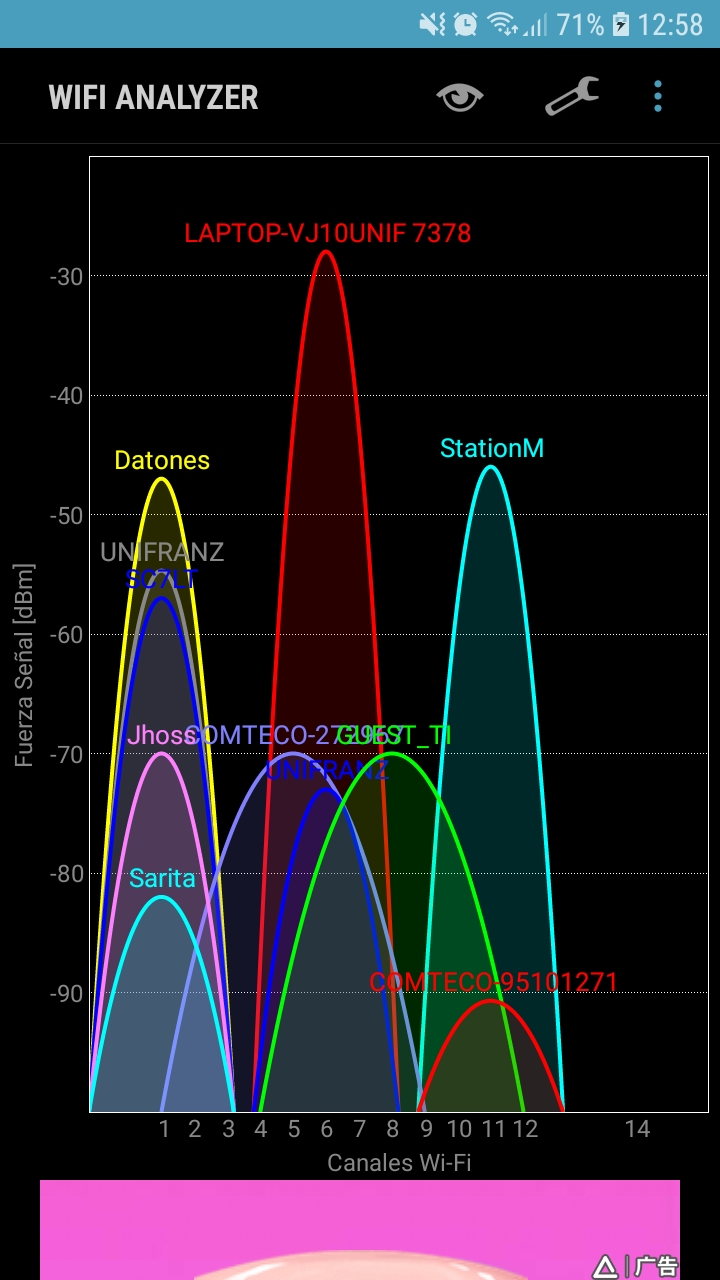 71% 12:58
WIFI ANALYZER
LAPTOP-VJ10UNIF 7378
-30
-40
StationM
Datones
-50
UNIFRANZ
SC7LT
-60
Fuerza Señal [dBm]
Jhoss
GUEST_TI
-70
UNIFRANZ
-80
Sarita
COMTECO-95101271
-90
1 2 3 4 5 6 7 8 9 10 11 12 14
Canales Wi-Fi
广告